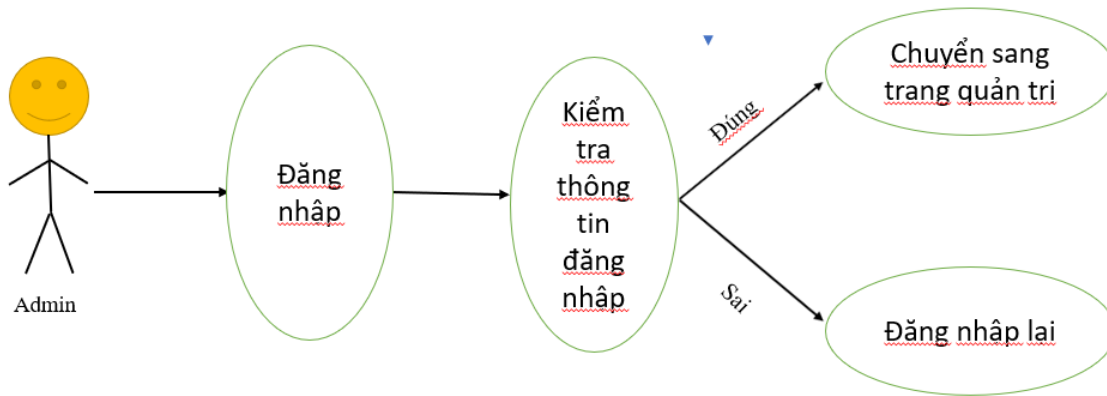 Admin
Đăng
nhập
Kiểm
tra
thông
tin
đăng
nhập
Đúng
Sai
Chuyển sang
trang quản tri
Đăng nhập lại